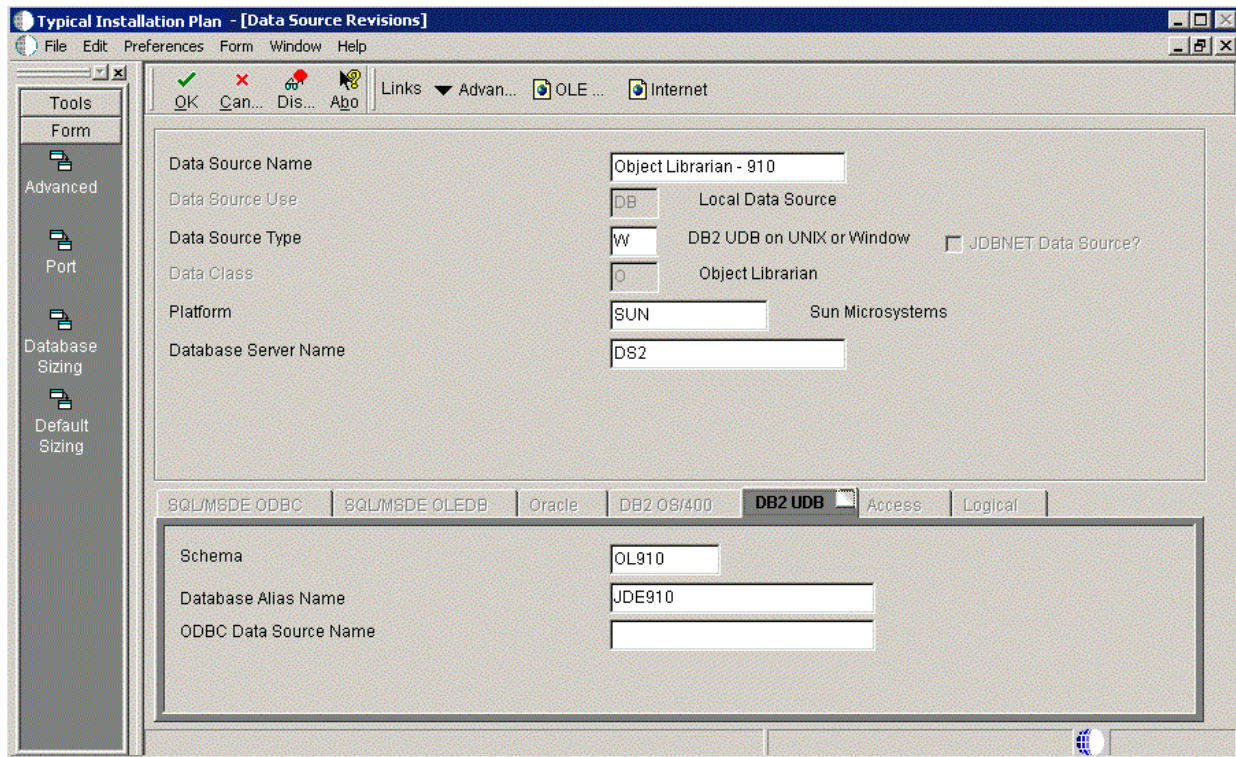 Typical Installation Plan - [Data Source Revisions]
File Edit Preferences Form Window Help
Tools
Form
Advanced
Port
Database
Sizing
Default
Sizing
OK Can... Dis... Abo Links Advan... OLE ... Internet
Data Source Name Object Librarian - 910
Data Source Use DB Local Data Source
Data Source Type W DB2 UDB on UNIX or Window JDBNET Data Source?
Data Class O Object Librarian
Platform SUN Sun Microsystems
Database Server Name DS2
SQL/MSDE ODBC SQL/MSDE OLEDB Oracle DB2 OS/400 DB2 UDB Access Logical
Schema OL910
Database Alias Name JDE910
ODBC Data Source Name